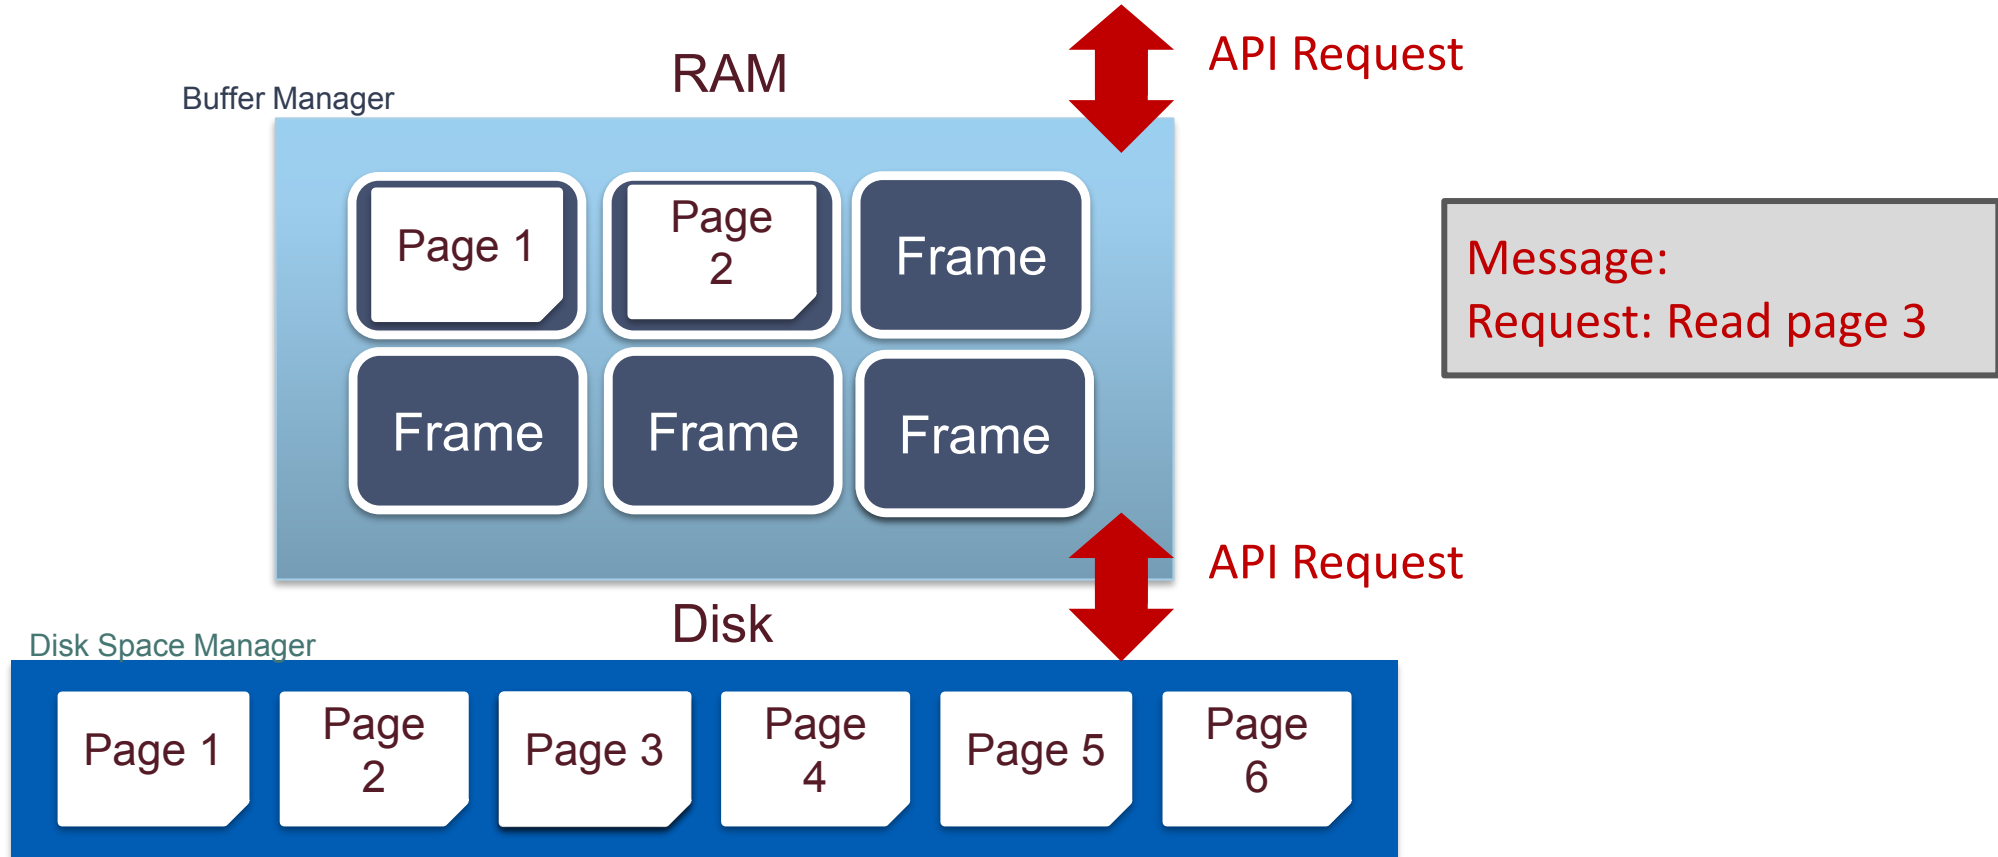 RAM
API Request
Buffer Manager
Page 1
Page
2
Frame
Frame
Frame
Frame
Message:
Request: Read page 3
API Request
Disk
Disk Space Manager
Page 1
Page
2
Page 3
Page
4
Page 5
Page
6